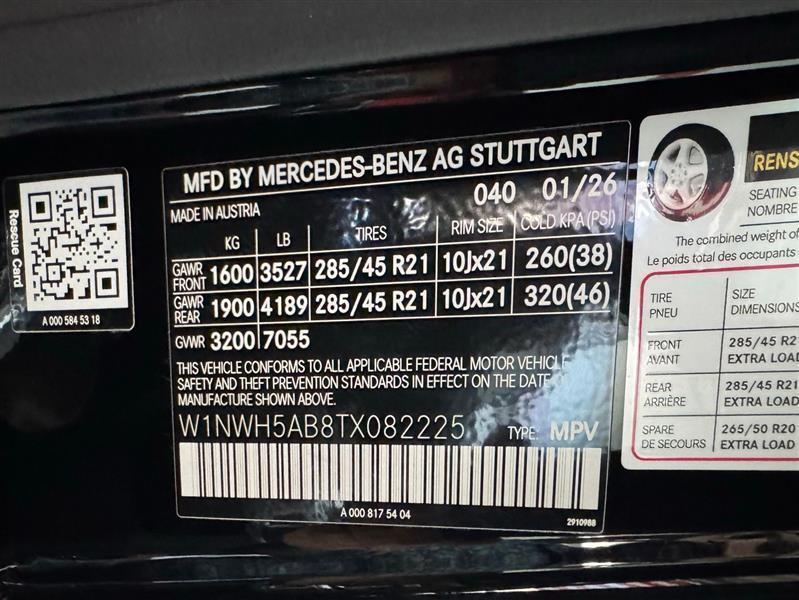 Rescue Card
A 000 584 53 18
MFD BY MERCEDES-BENZ AG STUTTGART
040 01/26
MADE IN AUSTRIA
KG LB TIRES RIM SIZE COLD KPA(PSI)
GAWR FRONT 1600 3527 285/45 R21 10Jx21 260(38)
GAWR REAR 1900 4189 285/45 R21 10Jx21 320(46)
GVWR 3200 7055
THIS VEHICLE CONFORMS TO ALL APPLICABLE FEDERAL MOTOR VEHICLE
SAFETY AND THEFT PREVENTION STANDARDS IN EFFECT ON THE DATE OF
MANUFACTURE SHOWN ABOVE.
W1NWH5AB8TX082225 TYPE: MPV
A 000 817 54 04
2910988
RENS
SEATING
NOMBRE
The combined weight of
Le poids total des occupants
TIRE
PNEU
SIZE
DIMENSIONS
FRONT
AVANT
285/45 R21
EXTRA LOAD
REAR
ARRIÈRE
285/45 R21
EXTRA LOAD
SPARE
DE SECOURS
265/50 R20
EXTRA LOAD